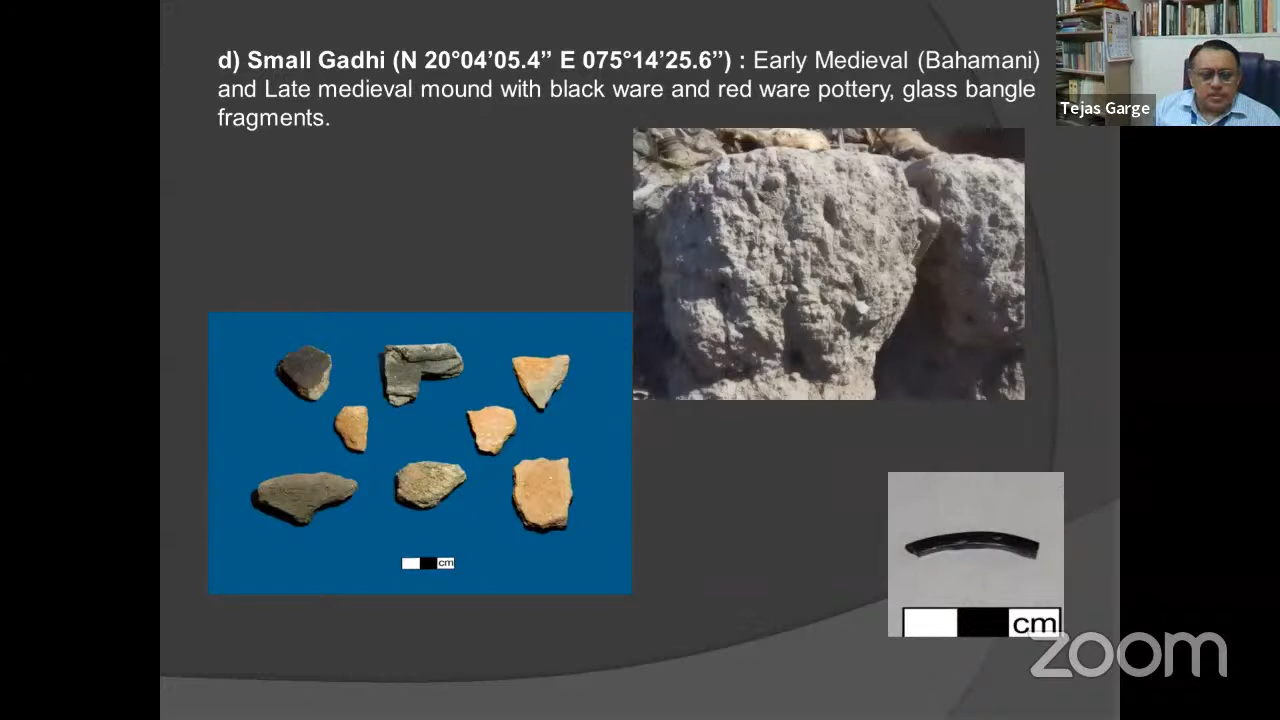 d) Small Gadhi (N 20°04’05.4” E 075°14’25.6”) : Early Medieval (Bahamani)
and Late medieval mound with black ware and red ware pottery, glass bangle
fragments.
Tejas Garge
cm
cm
zoom